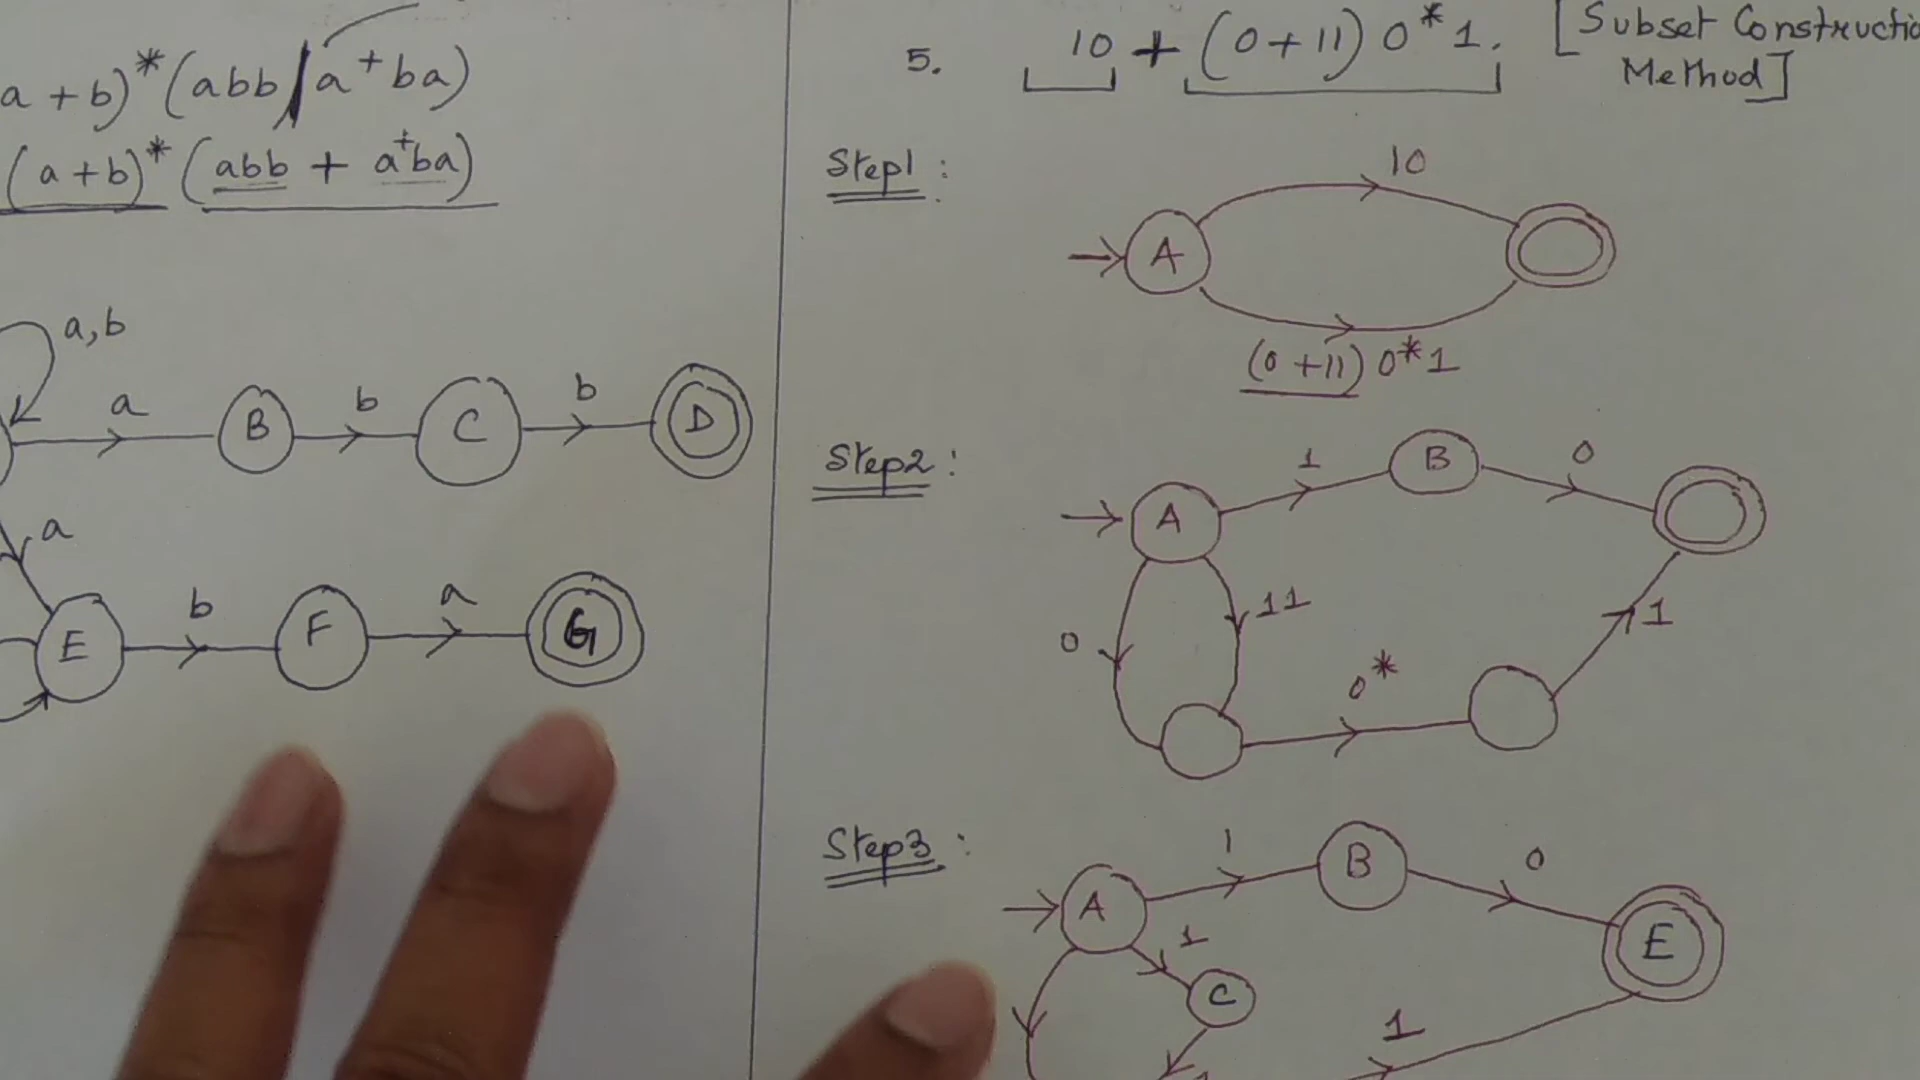 a + b)* (abb / a⁺ba)
(a+b)* (abb + a⁺ba)
a,b
a
B
b
C
b
D
a
E
b
F
a
G
5. 10 + (0+11) 0*1. [Subset Constructio
Method]
Step1 :
10
A
(0+11) 0*1
Step2 :
A
1
B
0
0
11
0*
1
Step3 :
A
1
B
0
E
1
C
1